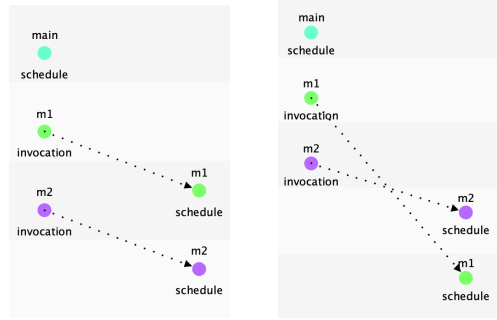 main
schedule
m1
invocation
m1
schedule
m2
invocation
m2
schedule
main
schedule
m1
invocation
m2
invocation
m2
schedule
m1
schedule